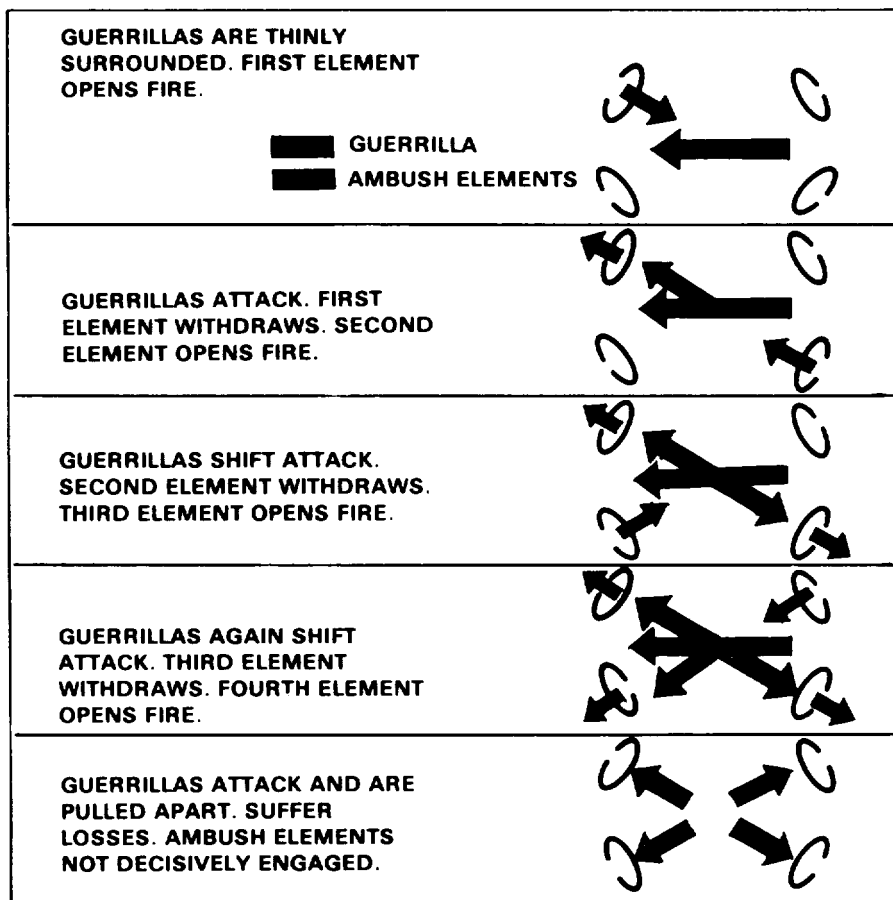 GUERRILLAS ARE THINLY
SURROUNDED. FIRST ELEMENT
OPENS FIRE.
GUERRILLA
AMBUSH ELEMENTS
GUERRILLAS ATTACK. FIRST
ELEMENT WITHDRAWS. SECOND
ELEMENT OPENS FIRE.
GUERRILLAS SHIFT ATTACK.
SECOND ELEMENT WITHDRAWS.
THIRD ELEMENT OPENS FIRE.
GUERRILLAS AGAIN SHIFT
ATTACK. THIRD ELEMENT
WITHDRAWS. FOURTH ELEMENT
OPENS FIRE.
GUERRILLAS ATTACK AND ARE
PULLED APART. SUFFER
LOSSES. AMBUSH ELEMENTS
NOT DECISIVELY ENGAGED.